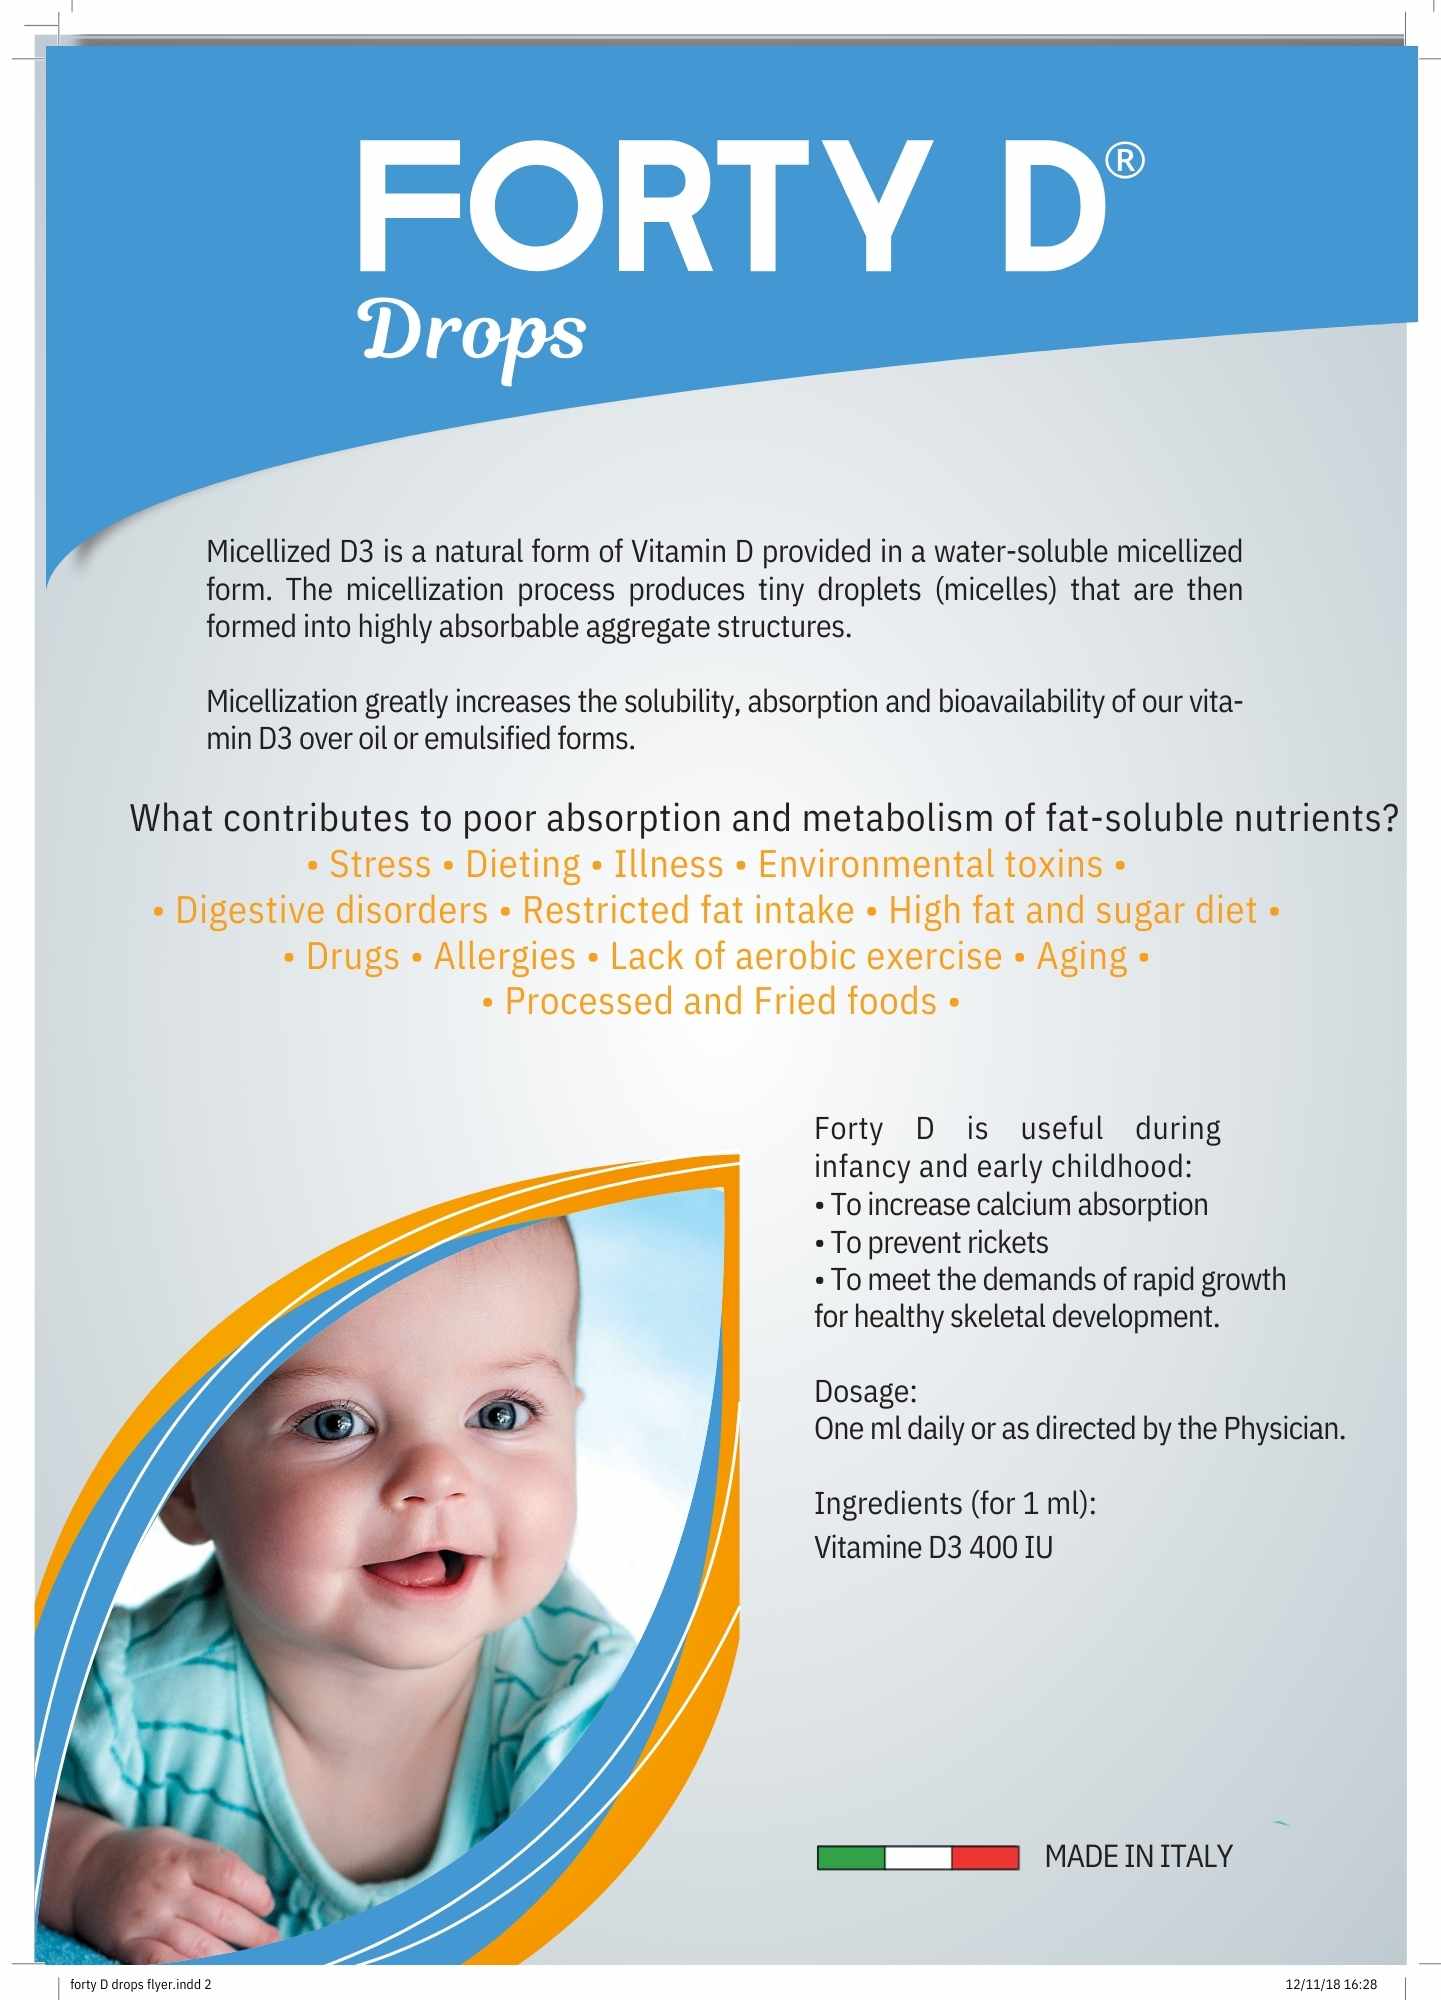 FORTY D®
Drops
Micellized D3 is a natural form of Vitamin D provided in a water-soluble micellized
form. The micellization process produces tiny droplets (micelles) that are then
formed into highly absorbable aggregate structures.
Micellization greatly increases the solubility, absorption and bioavailability of our vita-
min D3 over oil or emulsified forms.
What contributes to poor absorption and metabolism of fat-soluble nutrients?
• Stress • Dieting • Illness • Environmental toxins •
• Digestive disorders • Restricted fat intake • High fat and sugar diet •
• Drugs • Allergies • Lack of aerobic exercise • Aging •
• Processed and Fried foods •
Forty D is useful during
infancy and early childhood:
• To increase calcium absorption
• To prevent rickets
• To meet the demands of rapid growth
for healthy skeletal development.
Dosage:
One ml daily or as directed by the Physician.
Ingredients (for 1 ml):
Vitamine D3 400 IU
MADE IN ITALY
forty D drops flyer.indd 2
12/11/18 16:28